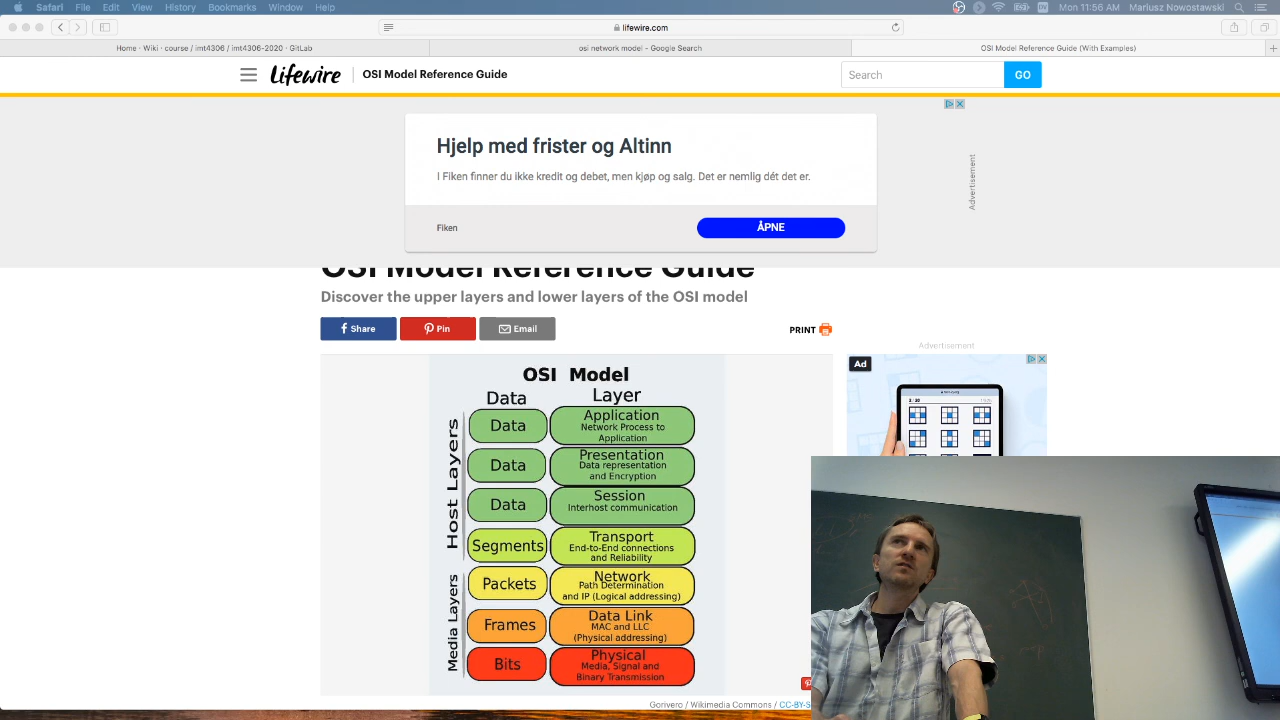 Safari File Edit View History Bookmarks Window Help
Mon 11:56 AM Mariusz Nowostawski
lifewire.com
Home · Wiki · course / imt4306 / imt4306-2020 · GitLab
osi network model - Google Search
OSI Model Reference Guide (With Examples)
Lifewire
OSI Model Reference Guide
Search
GO
Hjelp med frister og Altinn
I Fiken finner du ikke kredit og debet, men kjøp og salg. Det er nemlig dét det er.
Fiken
ÅPNE
Advertisement
OSI Model Reference Guide
Discover the upper layers and lower layers of the OSI model
Share
Pin
Email
PRINT
Advertisement
Ad
OSI Model
Data
Layer
Host Layers
Data
Application
Network Process to
Application
Data
Presentation
Data representation
and Encryption
Data
Session
Interhost communication
Segments
Transport
End-to-End connections
and Reliability
Media Layers
Packets
Network
Path Determination
and IP (Logical addressing)
Frames
Data Link
MAC and LLC
(Physical addressing)
Bits
Physical
Media, Signal and
Binary Transmission
Gorivero / Wikimedia Commons / CC-BY-S